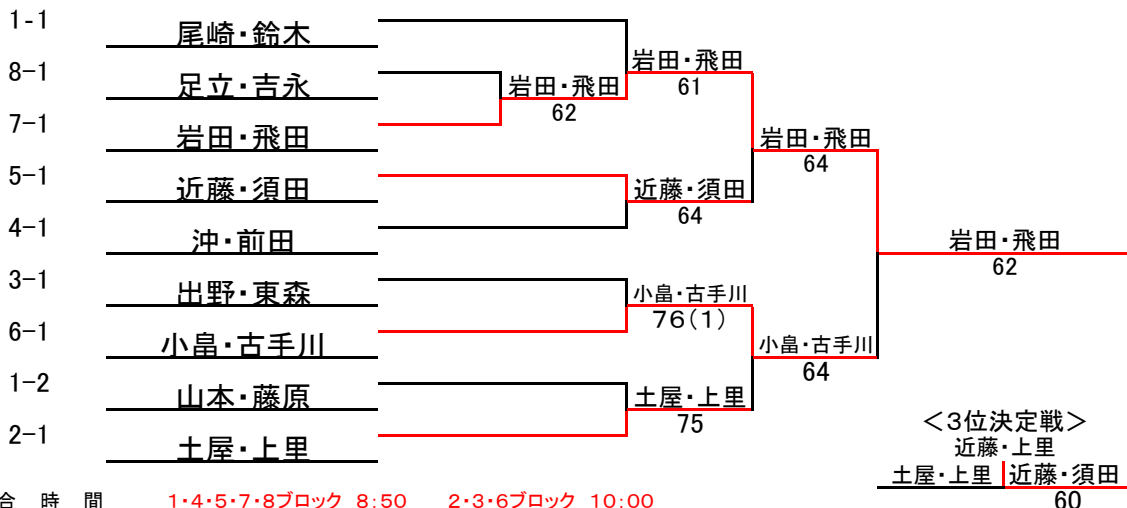 1-1 尾崎・鈴木
8-1 足立・吉永
7-1 岩田・飛田
5-1 近藤・須田
4-1 沖・前田
3-1 出野・東森
6-1 小畠・古手川
1-2 山本・藤原
2-1 土屋・上里
岩田・飛田
62
岩田・飛田
61
近藤・須田
64
小畠・古手川
76(1)
土屋・上里
75
岩田・飛田
64
小畠・古手川
64
岩田・飛田
62
<3位決定戦>
近藤・上里
土屋・上里 近藤・須田
60
合 時 間 1・4・5・7・8ブロック 8:50 2・3・6ブロック 10:00